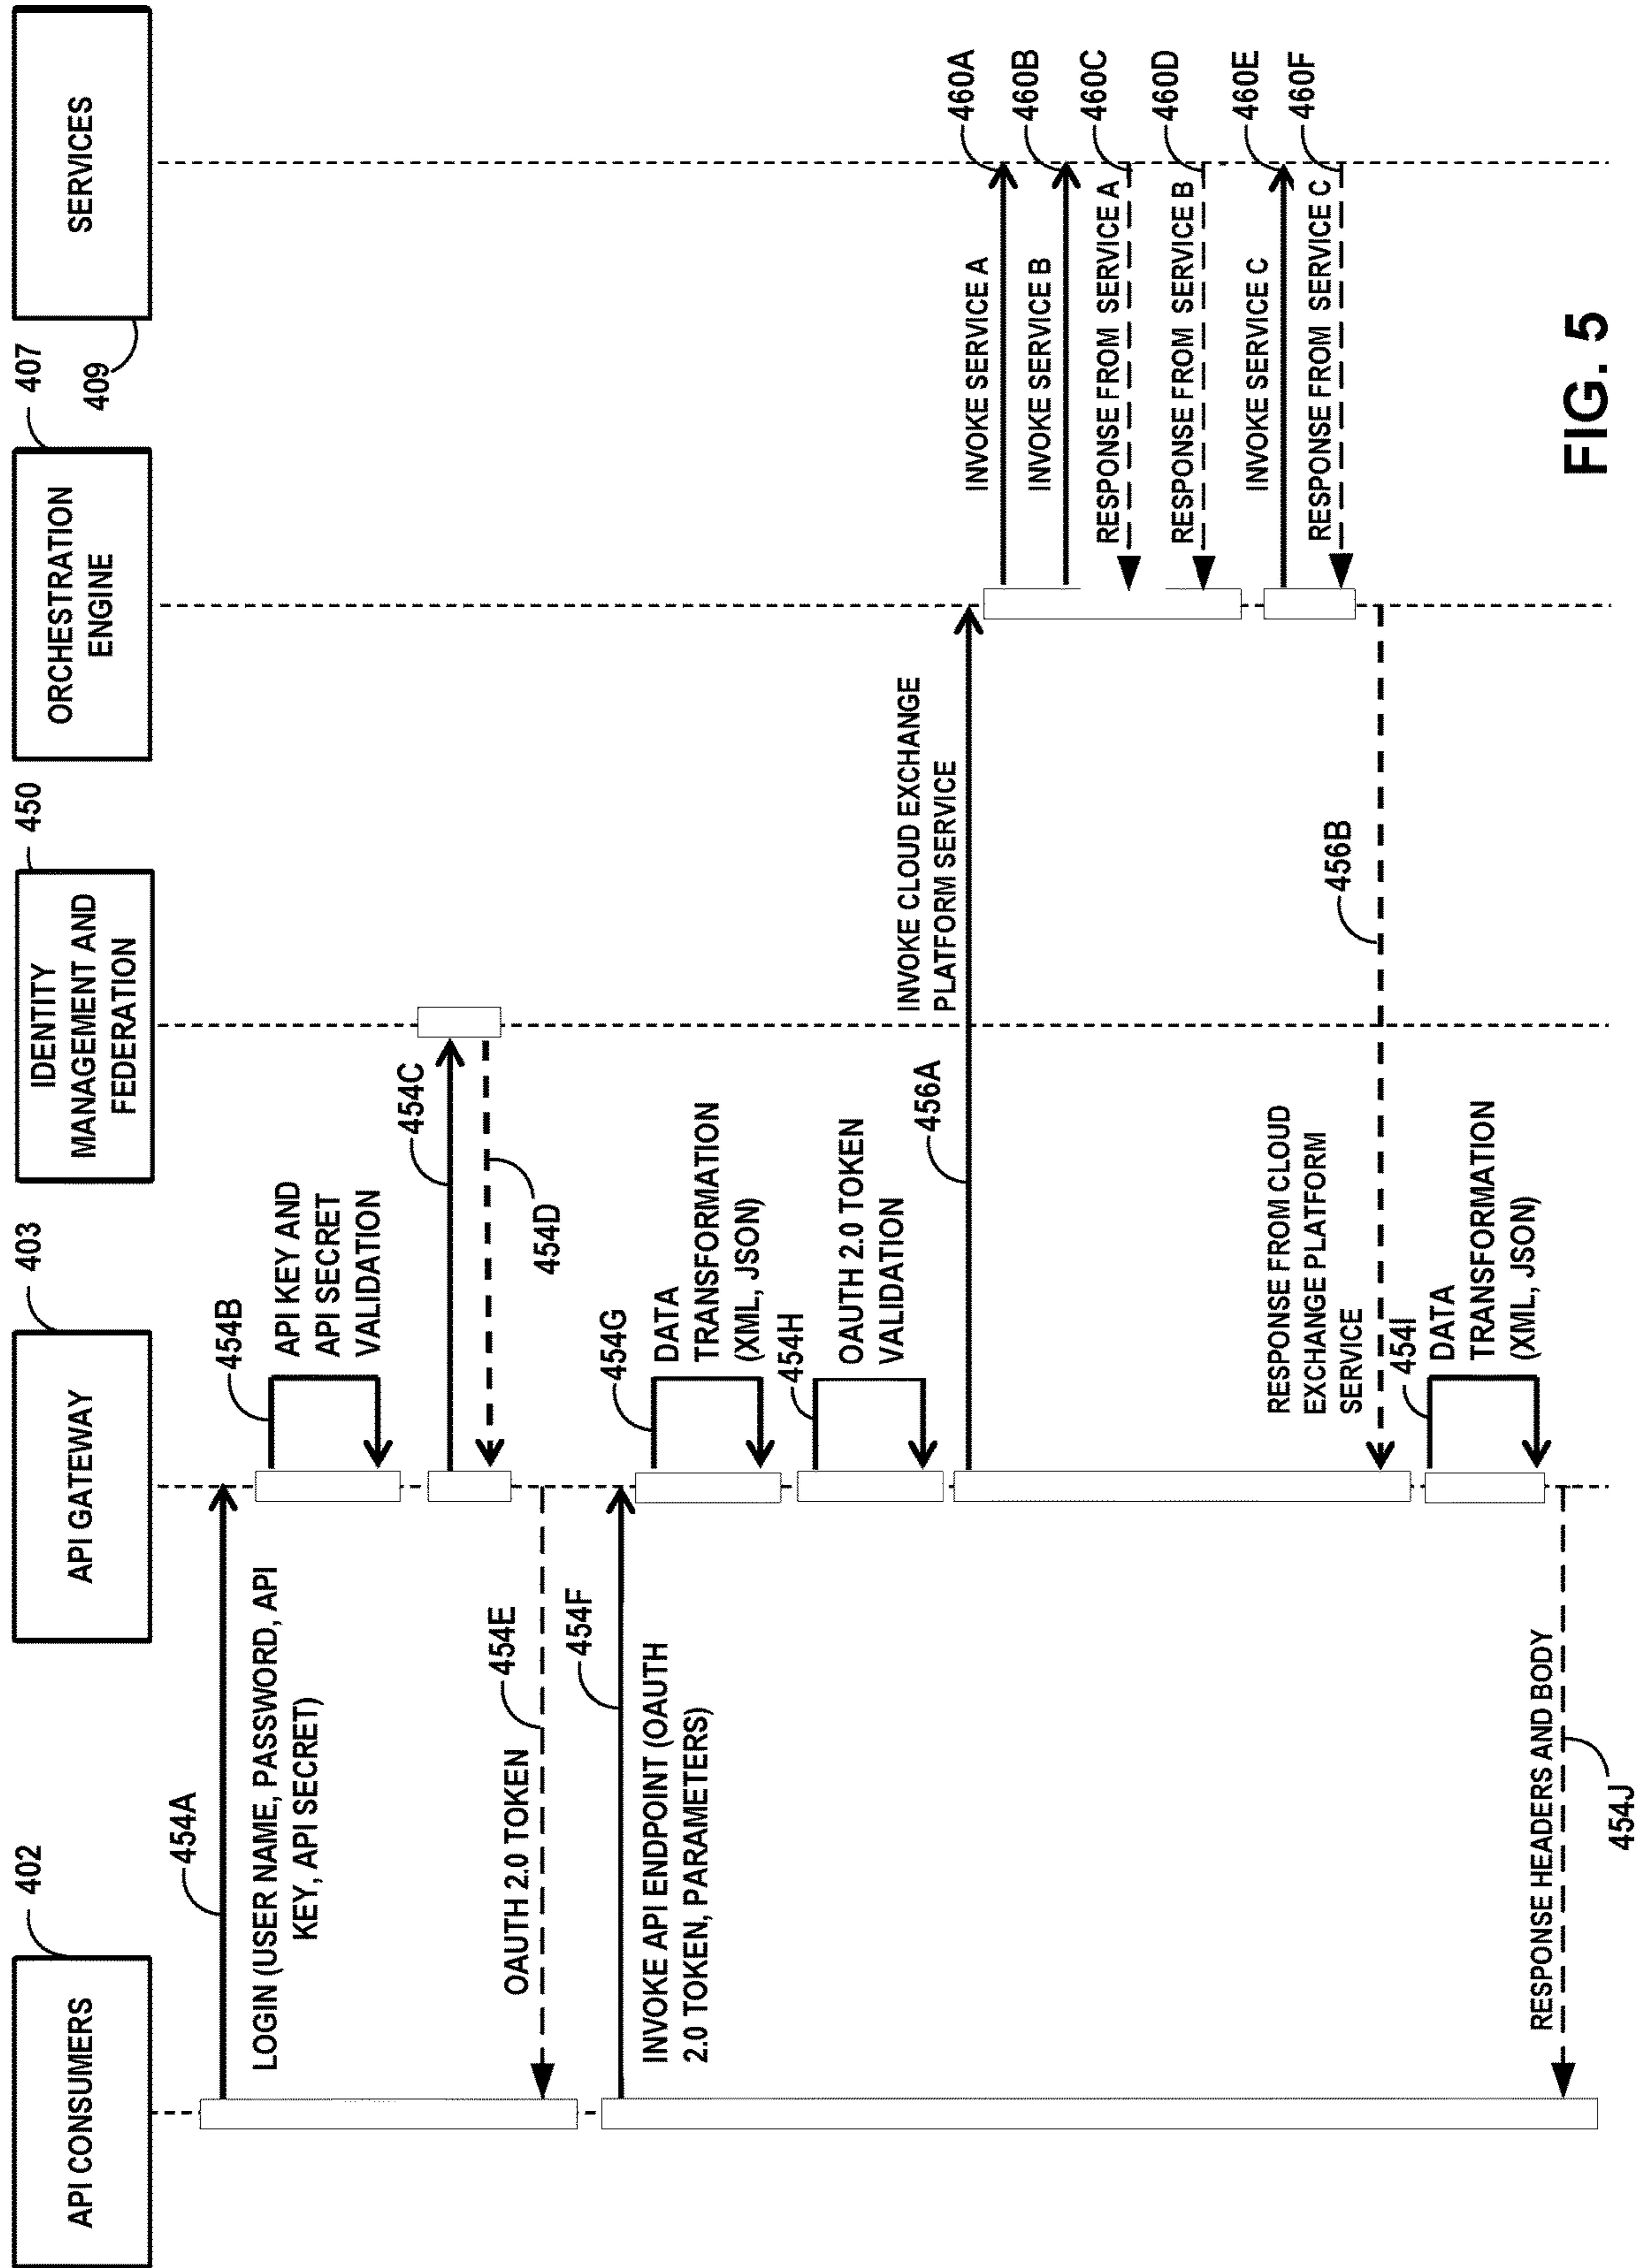 API CONSUMERS
402
API GATEWAY
403
IDENTITY
MANAGEMENT AND
FEDERATION
450
ORCHESTRATION
ENGINE
407
SERVICES
409
454A
LOGIN (USER NAME, PASSWORD, API
KEY, API SECRET)
454B
API KEY AND
API SECRET
VALIDATION
454C
454D
454E
OAUTH 2.0 TOKEN
454F
INVOKE API ENDPOINT (OAUTH
2.0 TOKEN, PARAMETERS)
454G
DATA
TRANSFORMATION
(XML, JSON)
454H
OAUTH 2.0 TOKEN
VALIDATION
456A
INVOKE CLOUD EXCHANGE
PLATFORM SERVICE
INVOKE SERVICE A
460A
INVOKE SERVICE B
460B
RESPONSE FROM SERVICE A
460C
RESPONSE FROM SERVICE B
460D
INVOKE SERVICE C
460E
RESPONSE FROM SERVICE C
460F
456B
RESPONSE FROM CLOUD
EXCHANGE PLATFORM
SERVICE
454I
DATA
TRANSFORMATION
(XML, JSON)
RESPONSE HEADERS AND BODY
454J
FIG. 5